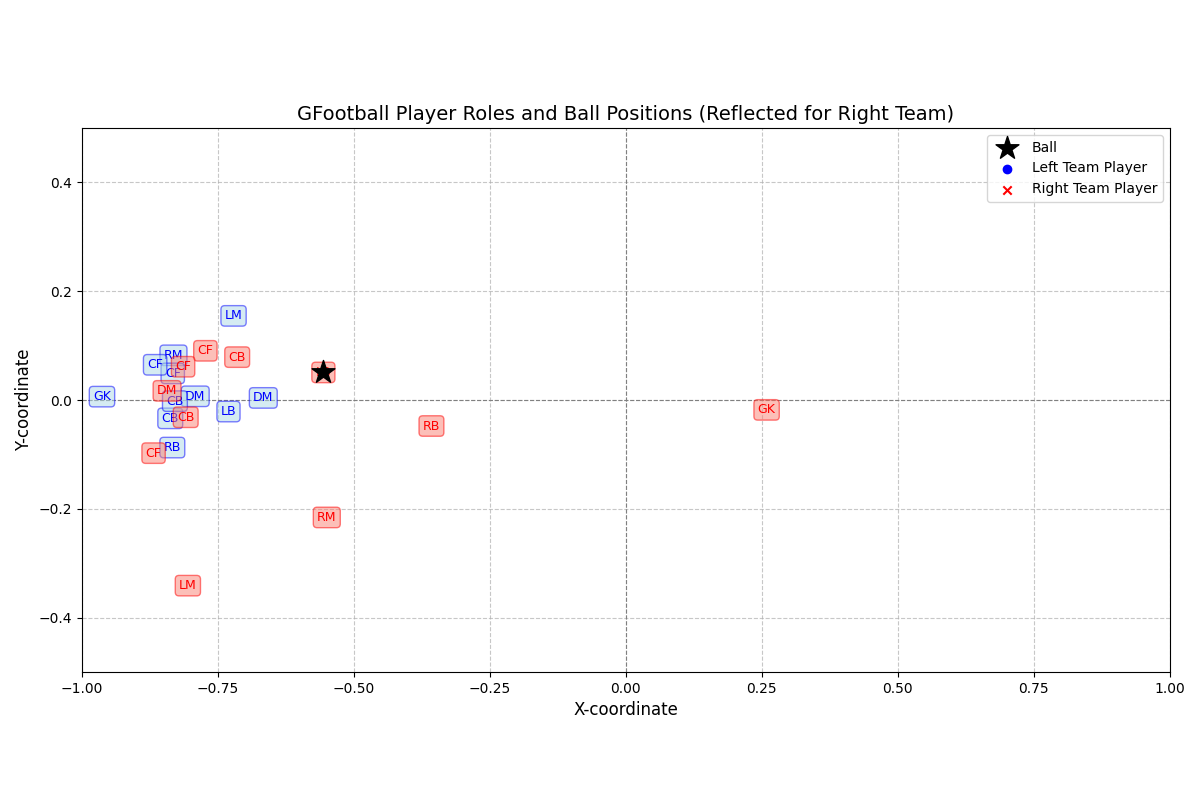 GFootball Player Roles and Ball Positions (Reflected for Right Team)
Ball
Left Team Player
Right Team Player
Y-coordinate
0.4
0.2
0.0
−0.2
−0.4
LM
RM
CF
CF
CF
CF
CB
GK
DM
DM
CB
DM
LB
CB
CB
GK
RB
RB
CF
RM
LM
−1.00
−0.75
−0.50
−0.25
0.00
0.25
0.50
0.75
1.00
X-coordinate